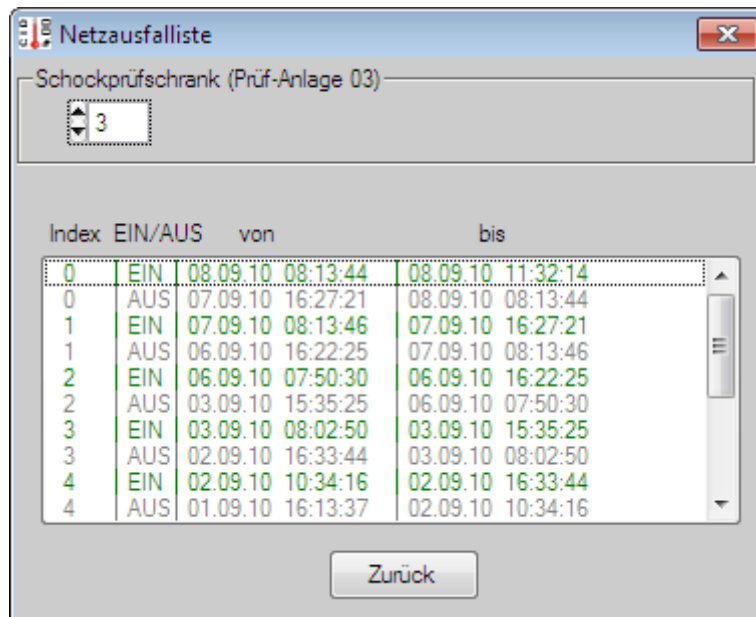 Netzausfalliste
Schockprüfschrank (Prüf-Anlage 03)
3
Index EIN/AUS von bis
0 EIN 08.09.10 08:13:44 08.09.10 11:32:14
0 AUS 07.09.10 16:27:21 08.09.10 08:13:44
1 EIN 07.09.10 08:13:46 07.09.10 16:27:21
1 AUS 06.09.10 16:22:25 07.09.10 08:13:46
2 EIN 06.09.10 07:50:30 06.09.10 16:22:25
2 AUS 03.09.10 15:35:25 06.09.10 07:50:30
3 EIN 03.09.10 08:02:50 03.09.10 15:35:25
3 AUS 02.09.10 16:33:44 03.09.10 08:02:50
4 EIN 02.09.10 10:34:16 02.09.10 16:33:44
4 AUS 01.09.10 16:13:37 02.09.10 10:34:16
Zurück